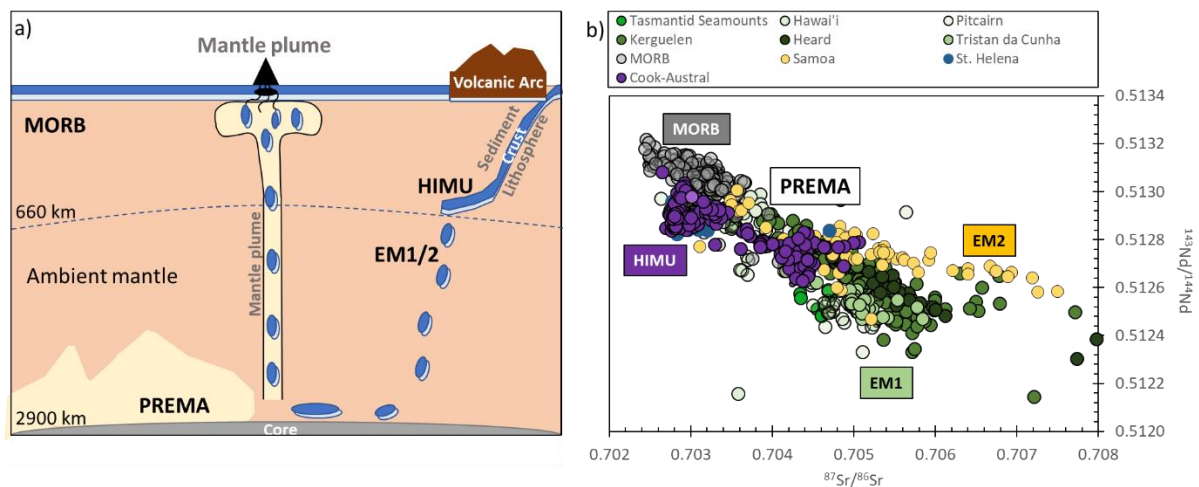 a)
Mantle plume
Volcanic Arc
MORB
Sediment
Crust
Lithosphere
HIMU
660 km
EM1/2
Mantle plume
Ambient mantle
PREMA
2900 km
Core
b)
Tasmantid Seamounts Hawai'i Pitcairn
Kerguelen Heard Tristan da Cunha
MORB Samoa St. Helena
Cook-Austral
0.5134
MORB
0.5132
PREMA
0.5130
0.5128
EM2
HIMU
0.5126
0.5124
EM1
0.5122
0.5120
¹⁴³Nd/¹⁴⁴Nd
0.702 0.703 0.704 0.705 0.706 0.707 0.708
⁸⁷Sr/⁸⁶Sr